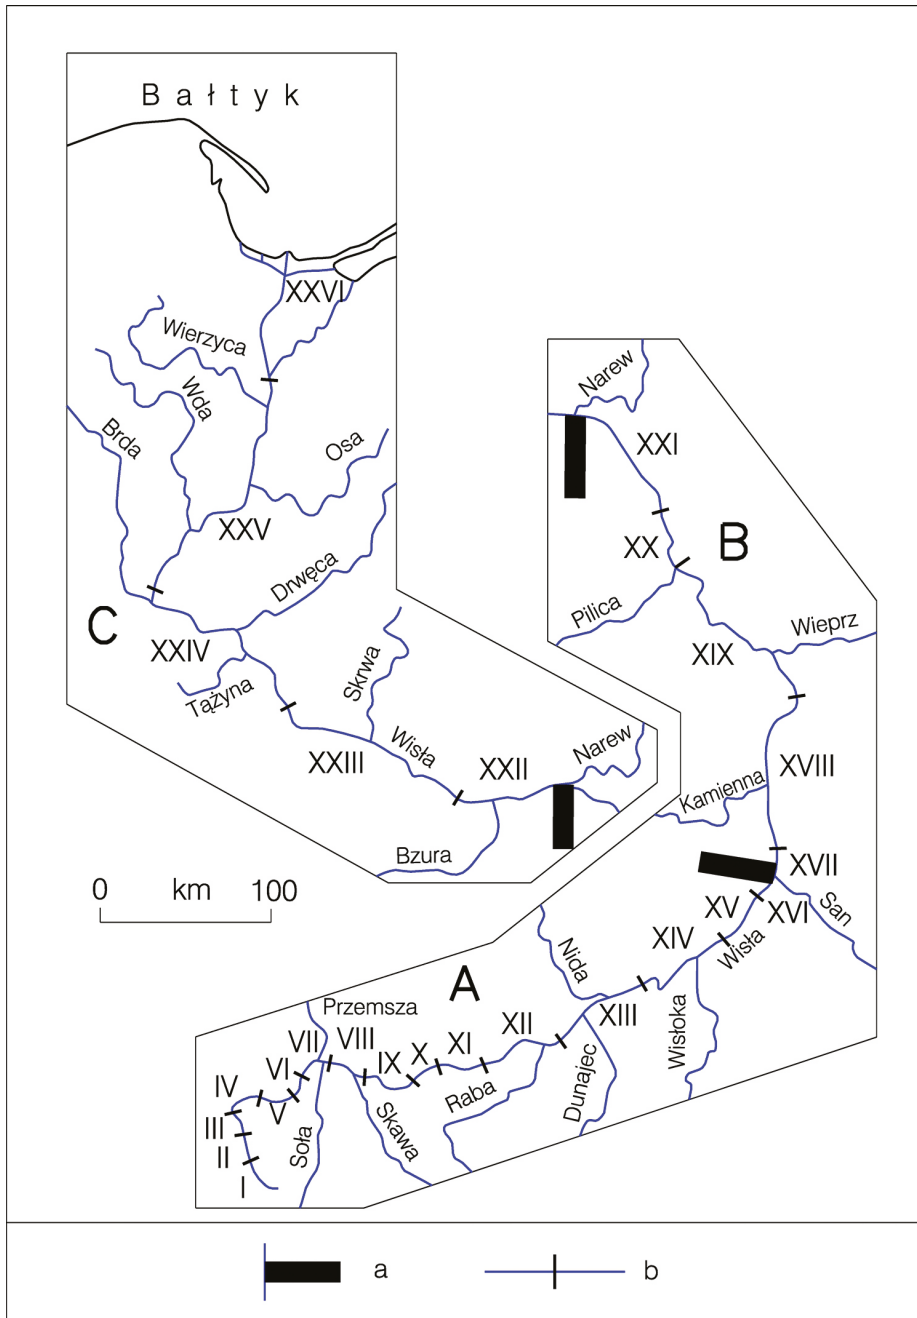 Bałtyk
XXVI
Wierzyca
Wda
Brda
Osa
XXV
Drwęca
C
XXIV
Tążyna
Skrwa
Wisła
XXIII
XXII
Narew
Bzura
0 km 100
Narew
XXI
XX
B
Pilica
XIX
Wieprz
XVIII
Kamienna
XVII
XV
XVI
San
XIV
Wisła
Nida
A
XIII
Wisłoka
Przemsza
XII
Dunajec
VII
VIII
XI
X
IX
VI
Raba
IV
V
Skawa
Soła
III
II
I
a
b